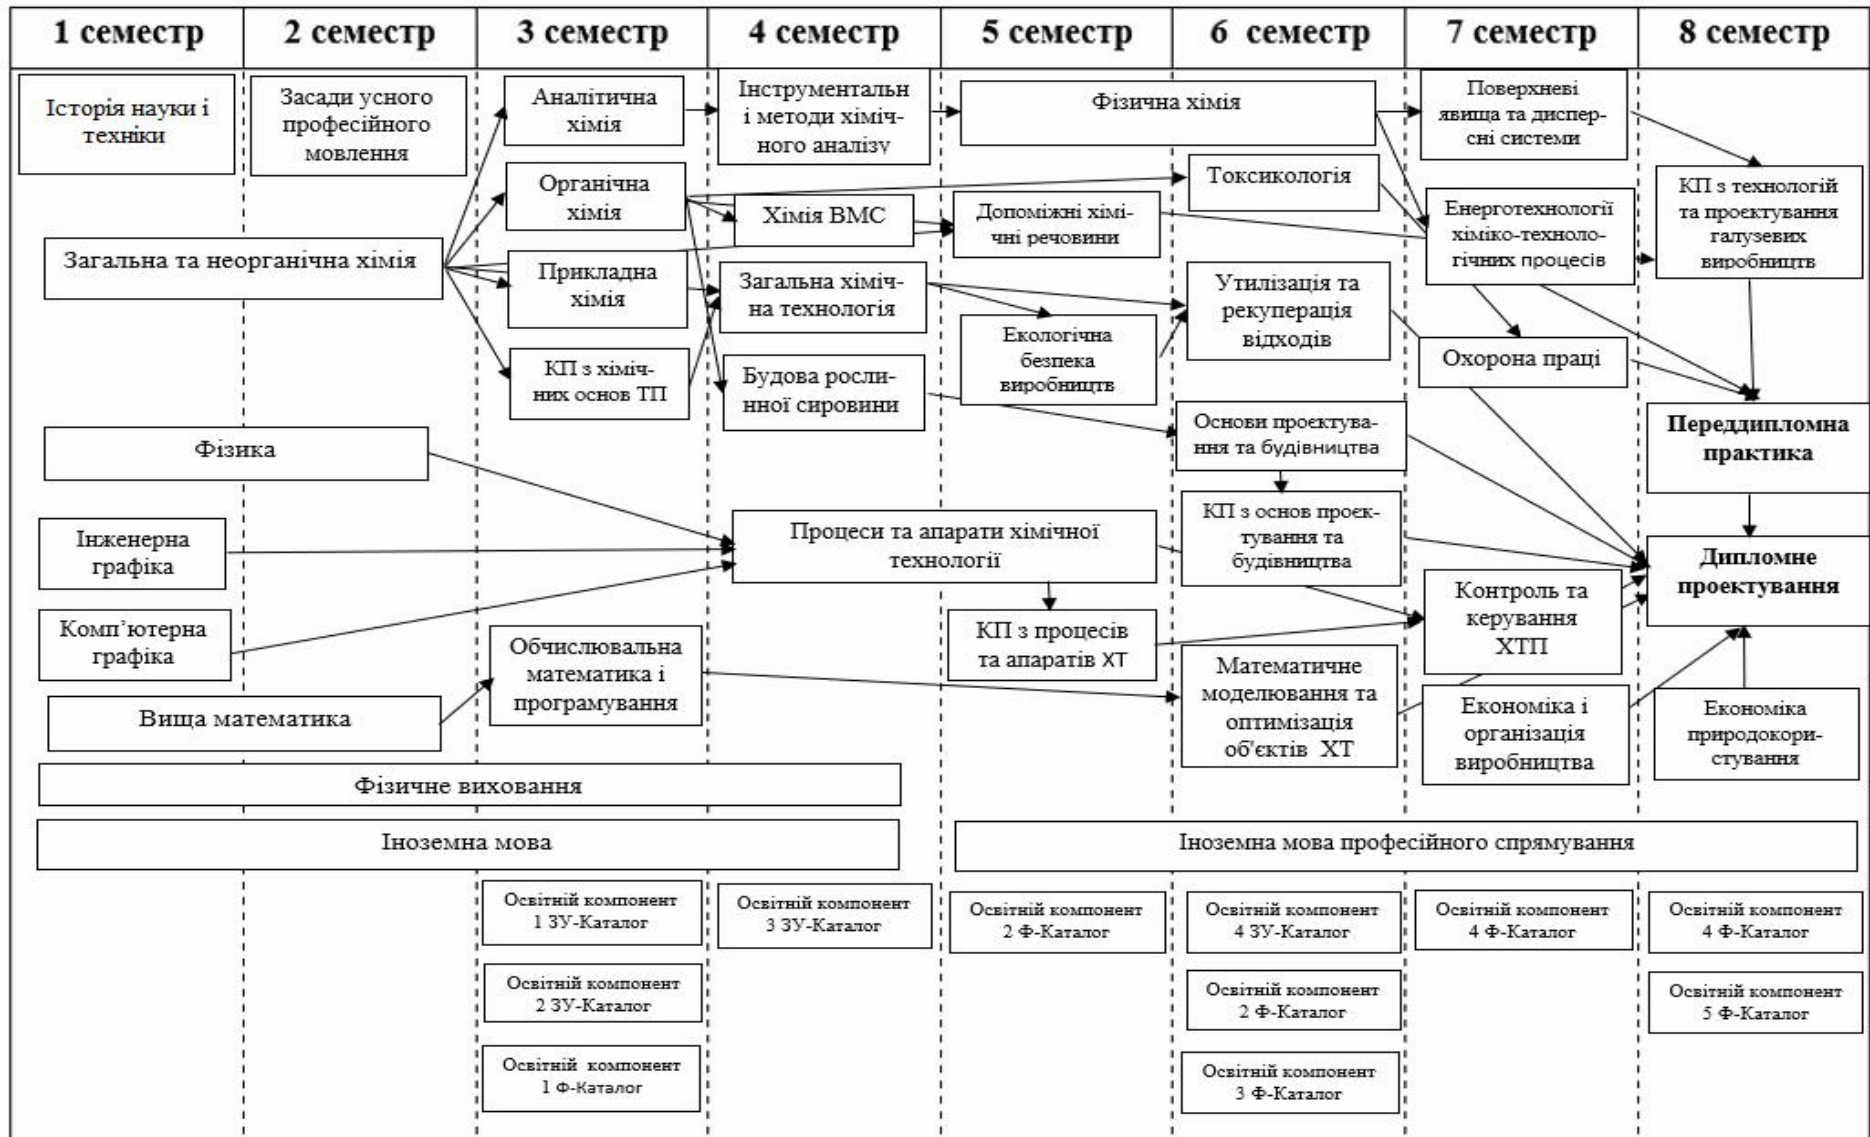 1 семестр
2 семестр
3 семестр
4 семестр
5 семестр
6 семестр
7 семестр
8 семестр
Історія науки і
техніки
Засади усного
професійного
мовлення
Аналітична
хімія
Інструментальн
і методи хіміч-
ного аналізу
Фізична хімія
Поверхневі
явища та диспер-
сні системи
Органічна
хімія
Хімія ВМС
Допоміжні хімі-
чні речовини
Токсикологія
Енерготехнології
хіміко-техноло-
гічних процесів
КП з технологій
та проєктування
галузевих
виробництв
Загальна та неорганічна хімія
Прикладна
хімія
Загальна хіміч-
на технологія
Екологічна
безпека
виробництв
Утилізація та
рекуперація
відходів
Охорона праці
КП з хіміч-
них основ ТП
Будова росли-
нної сировини
Основи проєктува-
ння та будівництва
Переддипломна
практика
Фізика
Інженерна
графіка
Процеси та апарати хімічної
технології
КП з основ проєк-
тування та
будівництва
Дипломне
проектування
Комп’ютерна
графіка
Обчислювальна
математика і
програмування
КП з процесів
та апаратів ХТ
Контроль та
керування
ХТП
Вища математика
Математичне
моделювання та
оптимізація
об'єктів ХТ
Економіка і
організація
виробництва
Економіка
природокори-
стування
Фізичне виховання
Іноземна мова
Іноземна мова професійного спрямування
Освітній компонент
1 ЗУ-Каталог
Освітній компонент
3 ЗУ-Каталог
Освітній компонент
2 Ф-Каталог
Освітній компонент
4 ЗУ-Каталог
Освітній компонент
4 Ф-Каталог
Освітній компонент
4 Ф-Каталог
Освітній компонент
2 ЗУ-Каталог
Освітній компонент
2 Ф-Каталог
Освітній компонент
5 Ф-Каталог
Освітній компонент
1 Ф-Каталог
Освітній компонент
3 Ф-Каталог